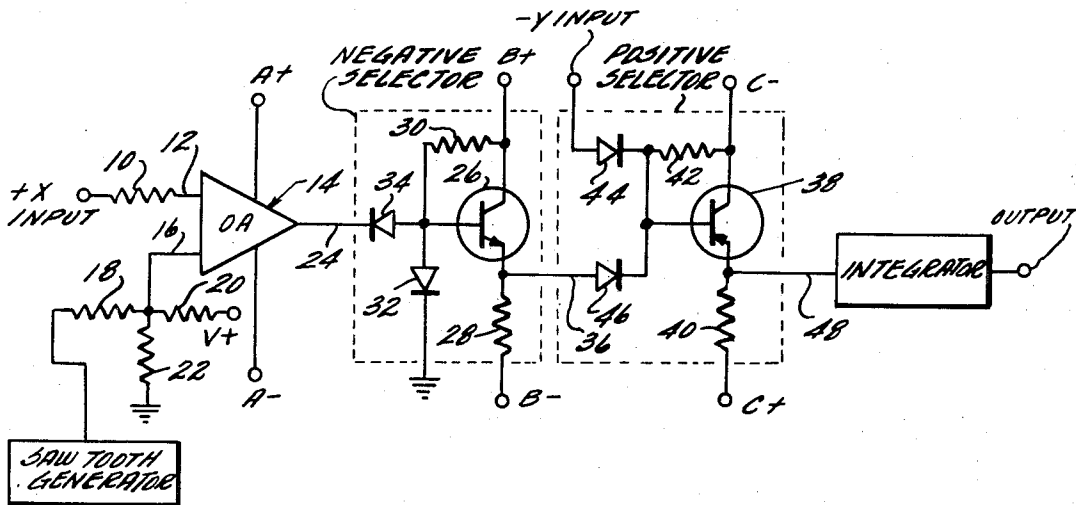 -Y INPUT
NEGATIVE
SELECTOR
B+
POSITIVE
SELECTOR
C-
A+
30
10
12
14
26
44
42
38
+X
INPUT
OA
34
OUTPUT
16
24
INTEGRATOR
18
20
V+
32
28
36
46
40
48
22
A-
B-
C+
SAW TOOTH
GENERATOR